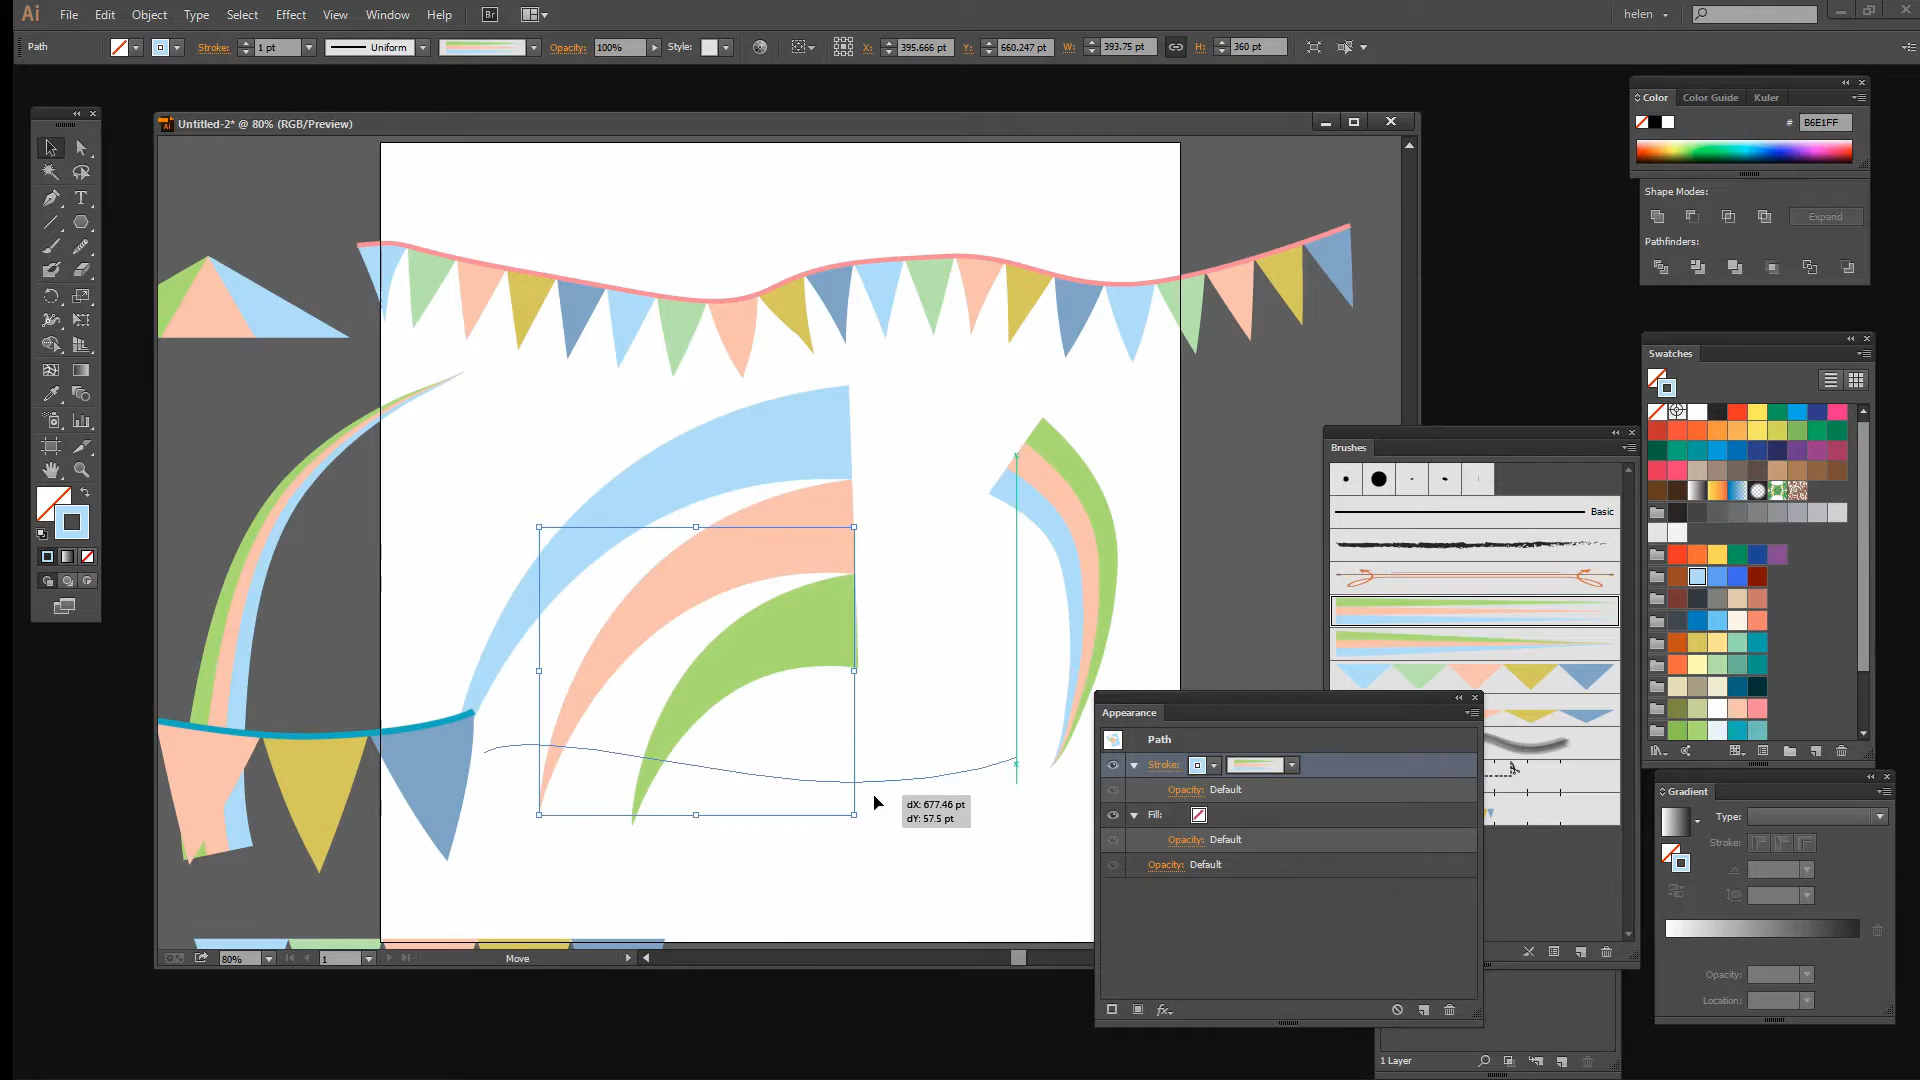 Ai File Edit Object Type Select Effect View Window Help Br helen
Path Stroke: 1 pt Uniform Opacity: 100% Style: X: 395.666 pt Y: 660.247 pt W: 393.75 pt H: 360 pt
Untitled-2* @ 80% (RGB/Preview)
Color Color Guide Kuler
# B6E1FF
Shape Modes:
Expand
Pathfinders:
Swatches
Brushes
Basic
dX: 677.46 pt
dY: 57.5 pt
Appearance
Path
Stroke:
Opacity: Default
Fill:
Opacity: Default
Opacity: Default
fx
Gradient
Type:
Stroke:
Opacity:
Location:
80% 1 Move
1 Layer